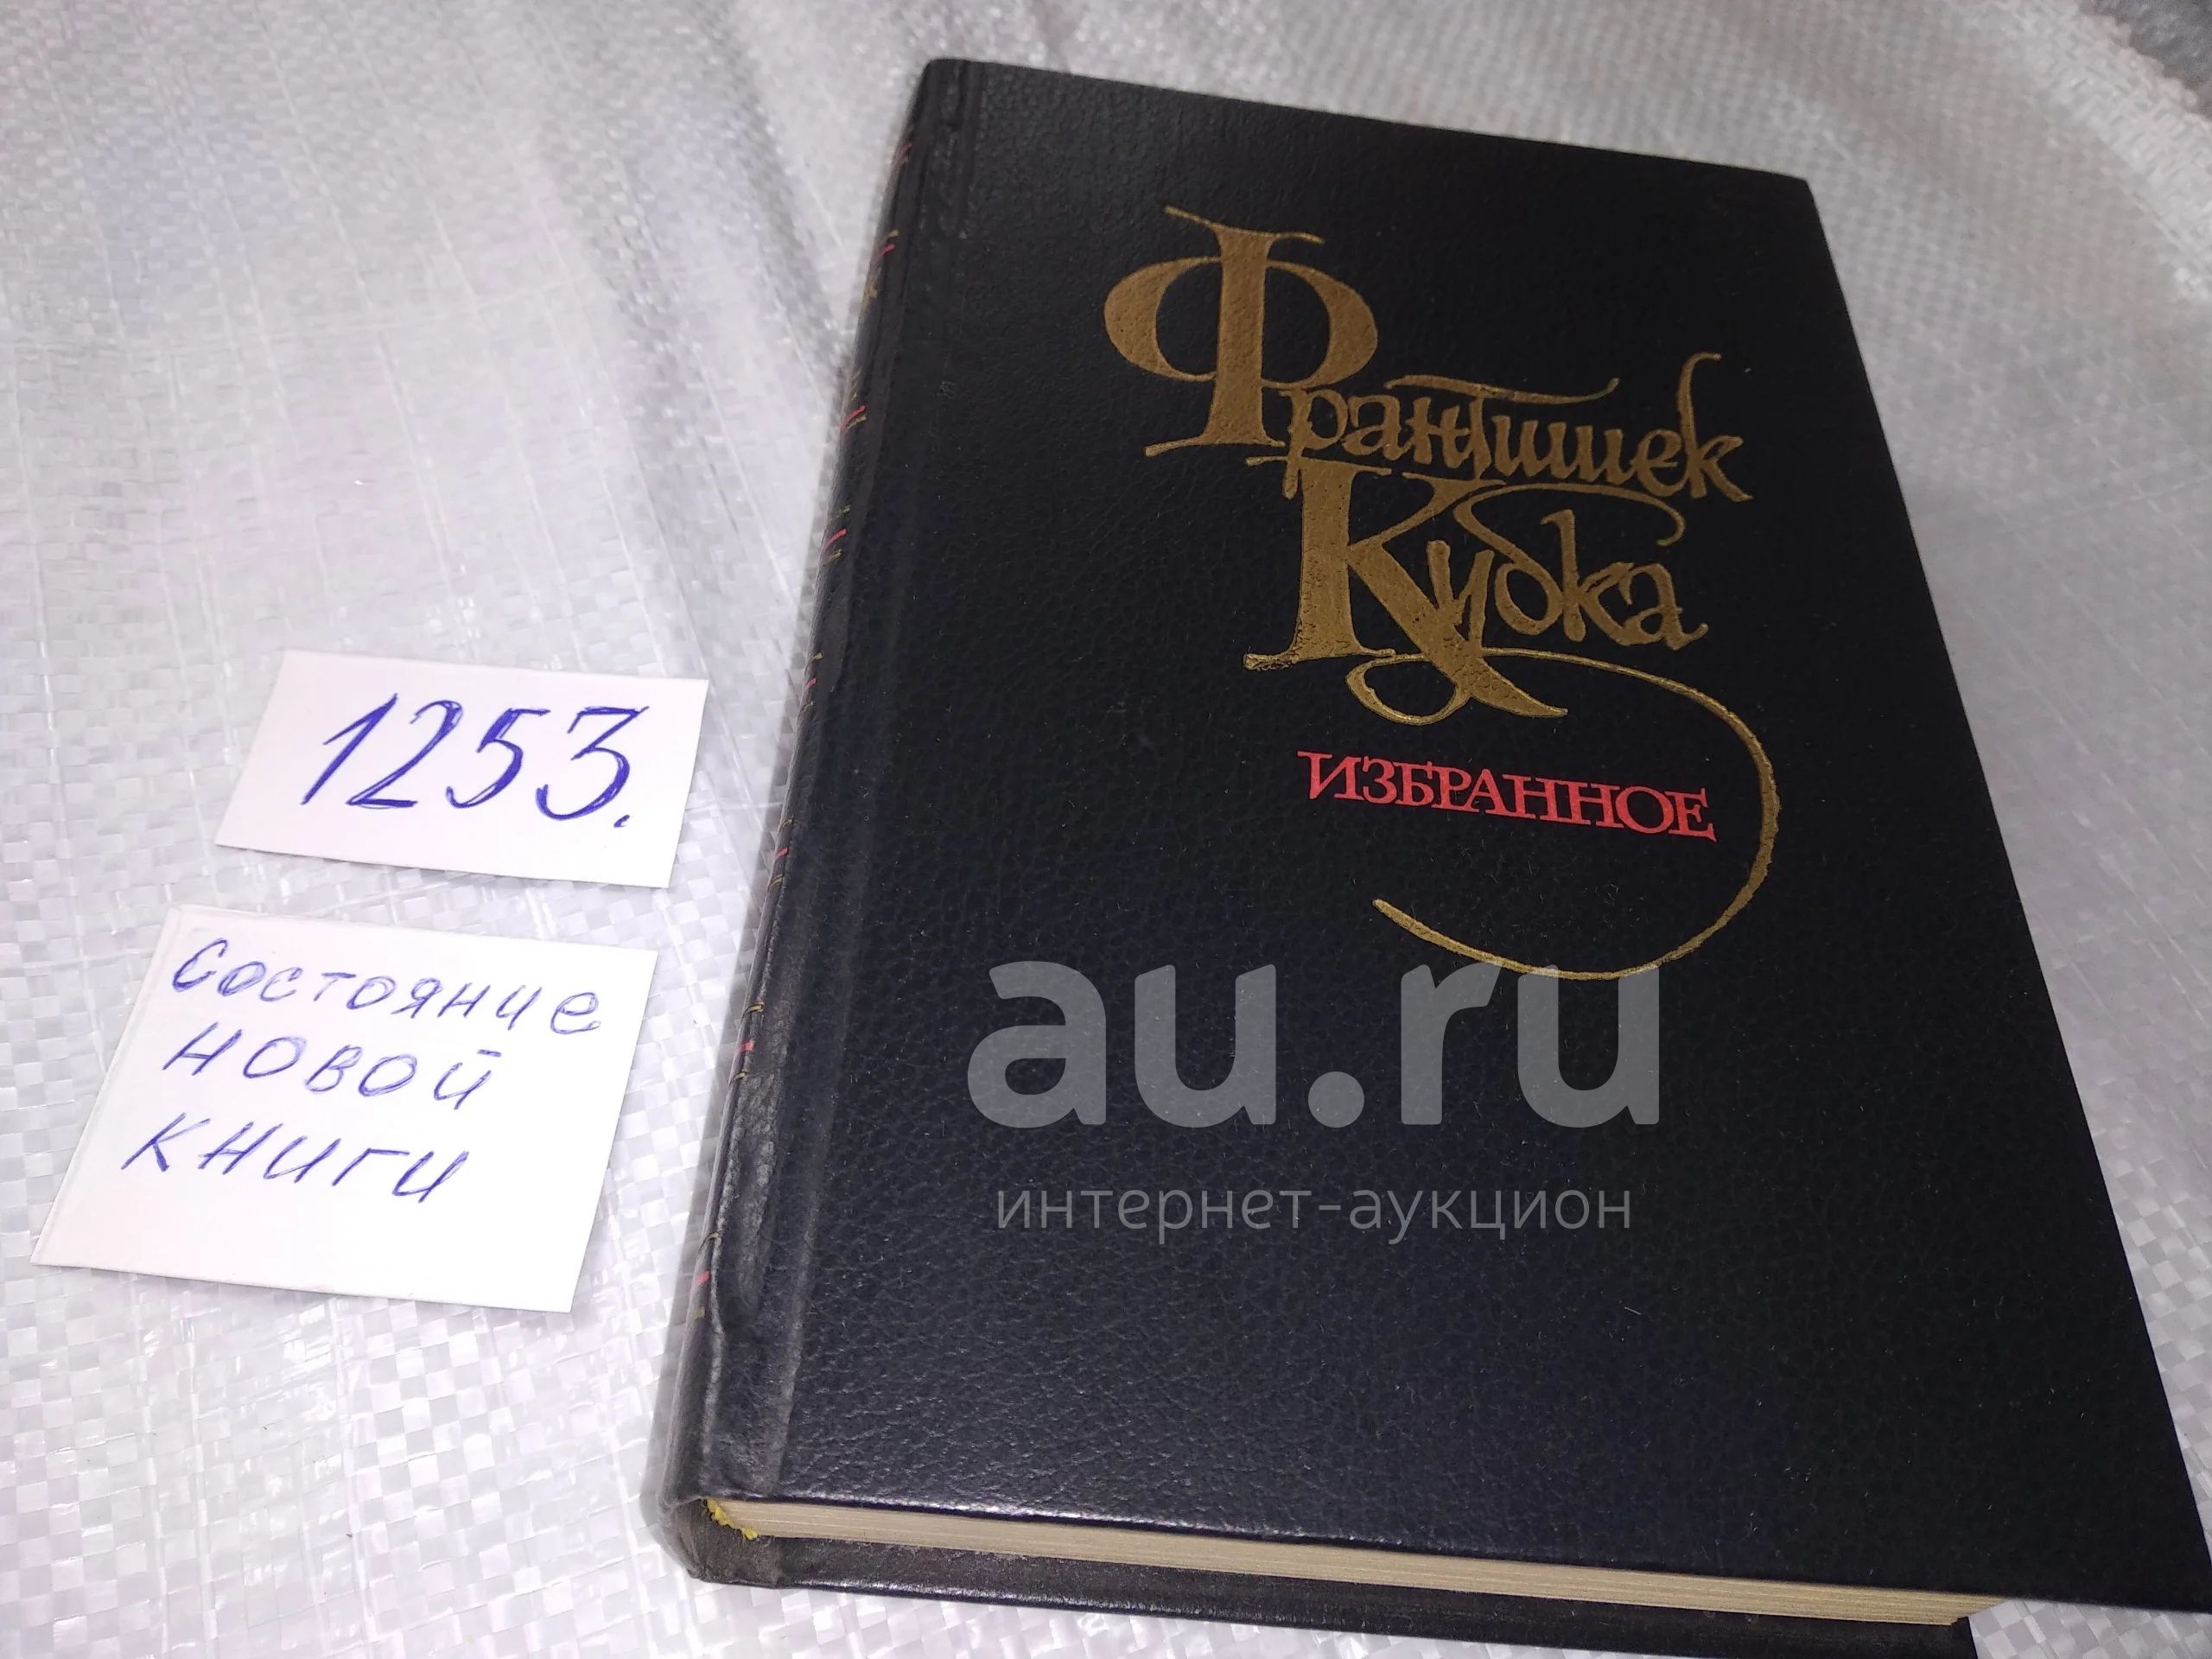 Франтишек
Кубка
ИЗБРАННОЕ
1253.
Состояние
новой
книги
au.ru
интернет-аукцион